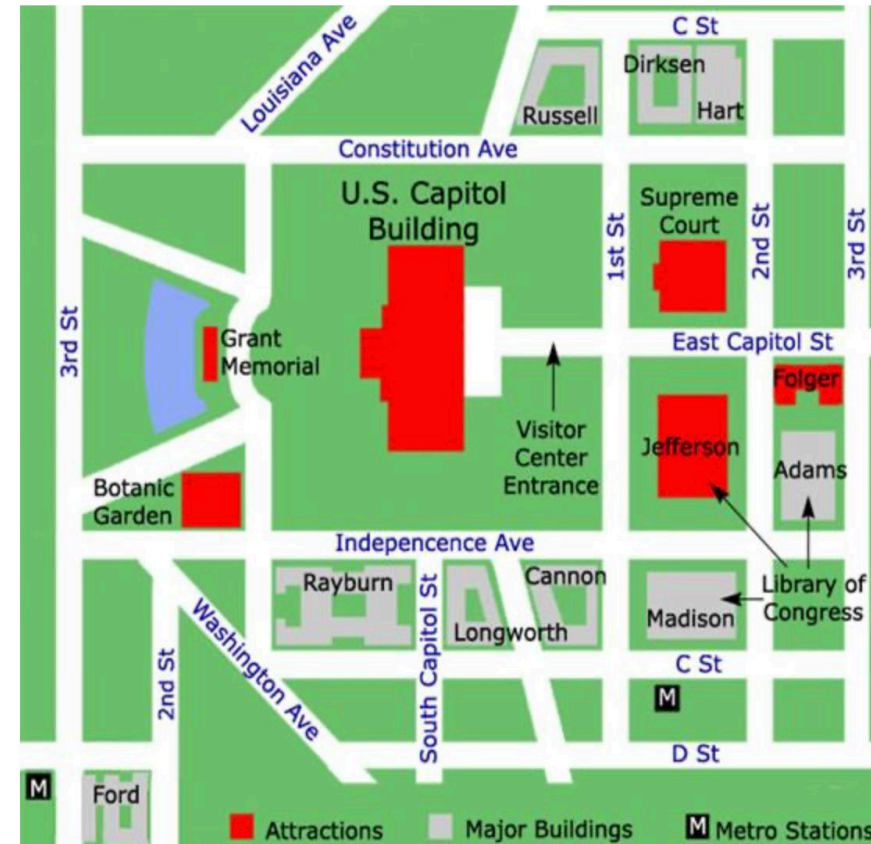 C St
Louisiana Ave
Dirksen
Russell
Hart
Constitution Ave
U.S. Capitol
Building
Supreme
Court
1st St
2nd St
3rd St
3rd St
Grant
Memorial
East Capitol St
Folger
Visitor
Center
Entrance
Jefferson
Adams
Botanic
Garden
Indepencence Ave
Rayburn
Cannon
Library of
Congress
Longworth
Madison
South Capitol St
Washington Ave
2nd St
C St
M
D St
M
Ford
Attractions
Major Buildings
M Metro Stations